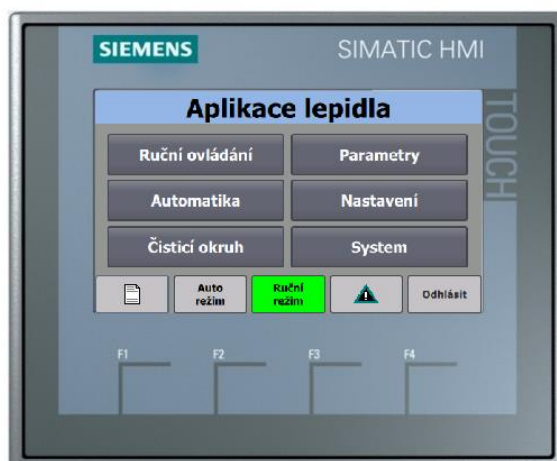 SIEMENS
SIMATIC HMI
TOUCH
Aplikace lepidla
Ruční ovládání
Parametry
Automatika
Nastavení
Čisticí okruh
System
Auto
režim
Ruční
režim
Odhlásit
F1
F2
F3
F4